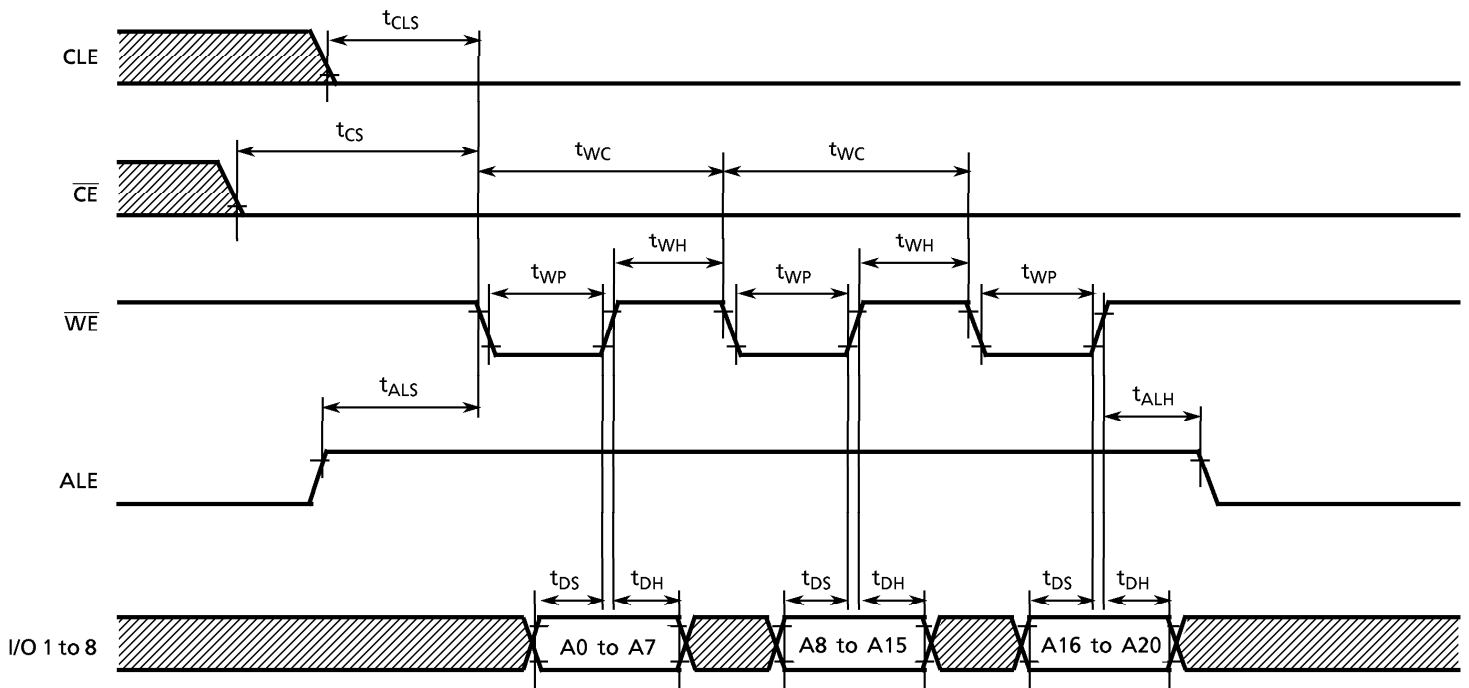 tCLS
CLE
tCS
tWC tWC
CE
tWH tWH
tWP tWP tWP
WE
tALS
tALH
ALE
tDS tDH tDS tDH tDS tDH
I/O 1 to 8 A0 to A7 A8 to A15 A16 to A20